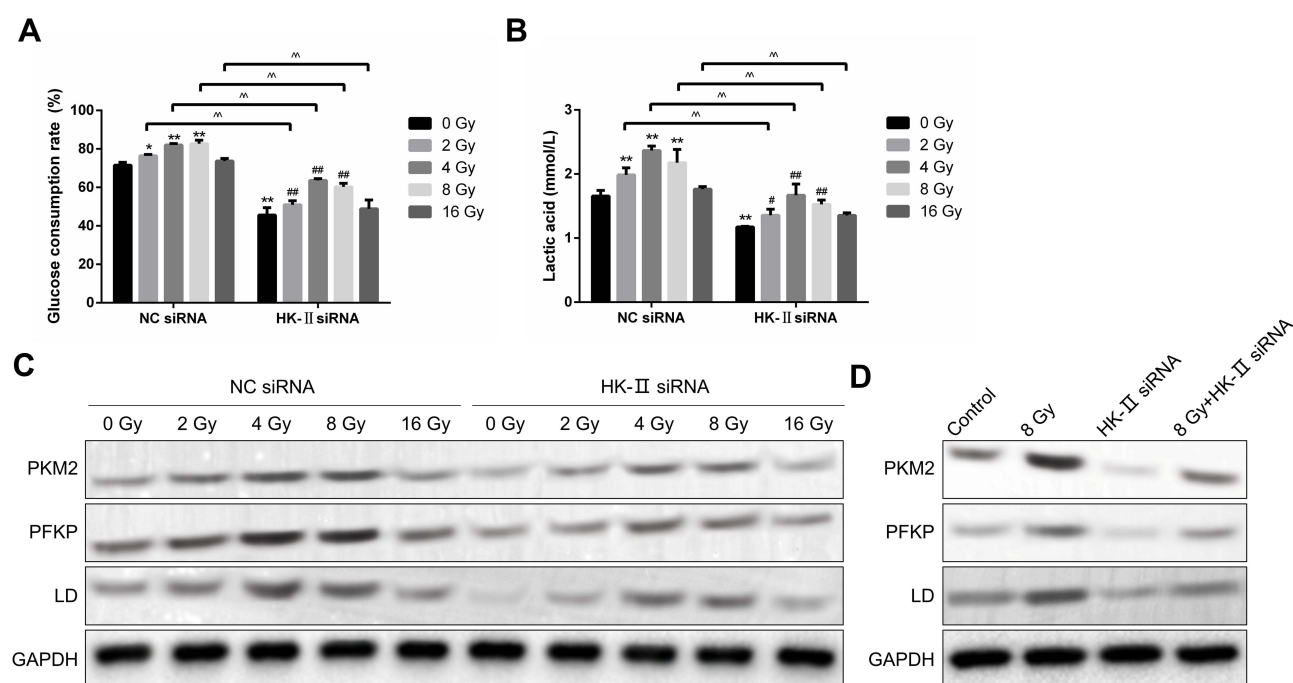 A
Glucose consumption rate (%)
100
80
60
40
20
0
^^
^^
^^
^^
*
**
**
**
##
##
##
NC siRNA
HK-Ⅱ siRNA
0 Gy
2 Gy
4 Gy
8 Gy
16 Gy
B
Lactic acid (mmol/L)
3
2
1
0
^^
^^
^^
^^
**
**
**
**
#
##
##
NC siRNA
HK-Ⅱ siRNA
0 Gy
2 Gy
4 Gy
8 Gy
16 Gy
C
NC siRNA HK-Ⅱ siRNA
0 Gy 2 Gy 4 Gy 8 Gy 16 Gy 0 Gy 2 Gy 4 Gy 8 Gy 16 Gy
PKM2
PFKP
LD
GAPDH
D
Control
8 Gy
HK-Ⅱ siRNA
8 Gy+HK-Ⅱ siRNA
PKM2
PFKP
LD
GAPDH